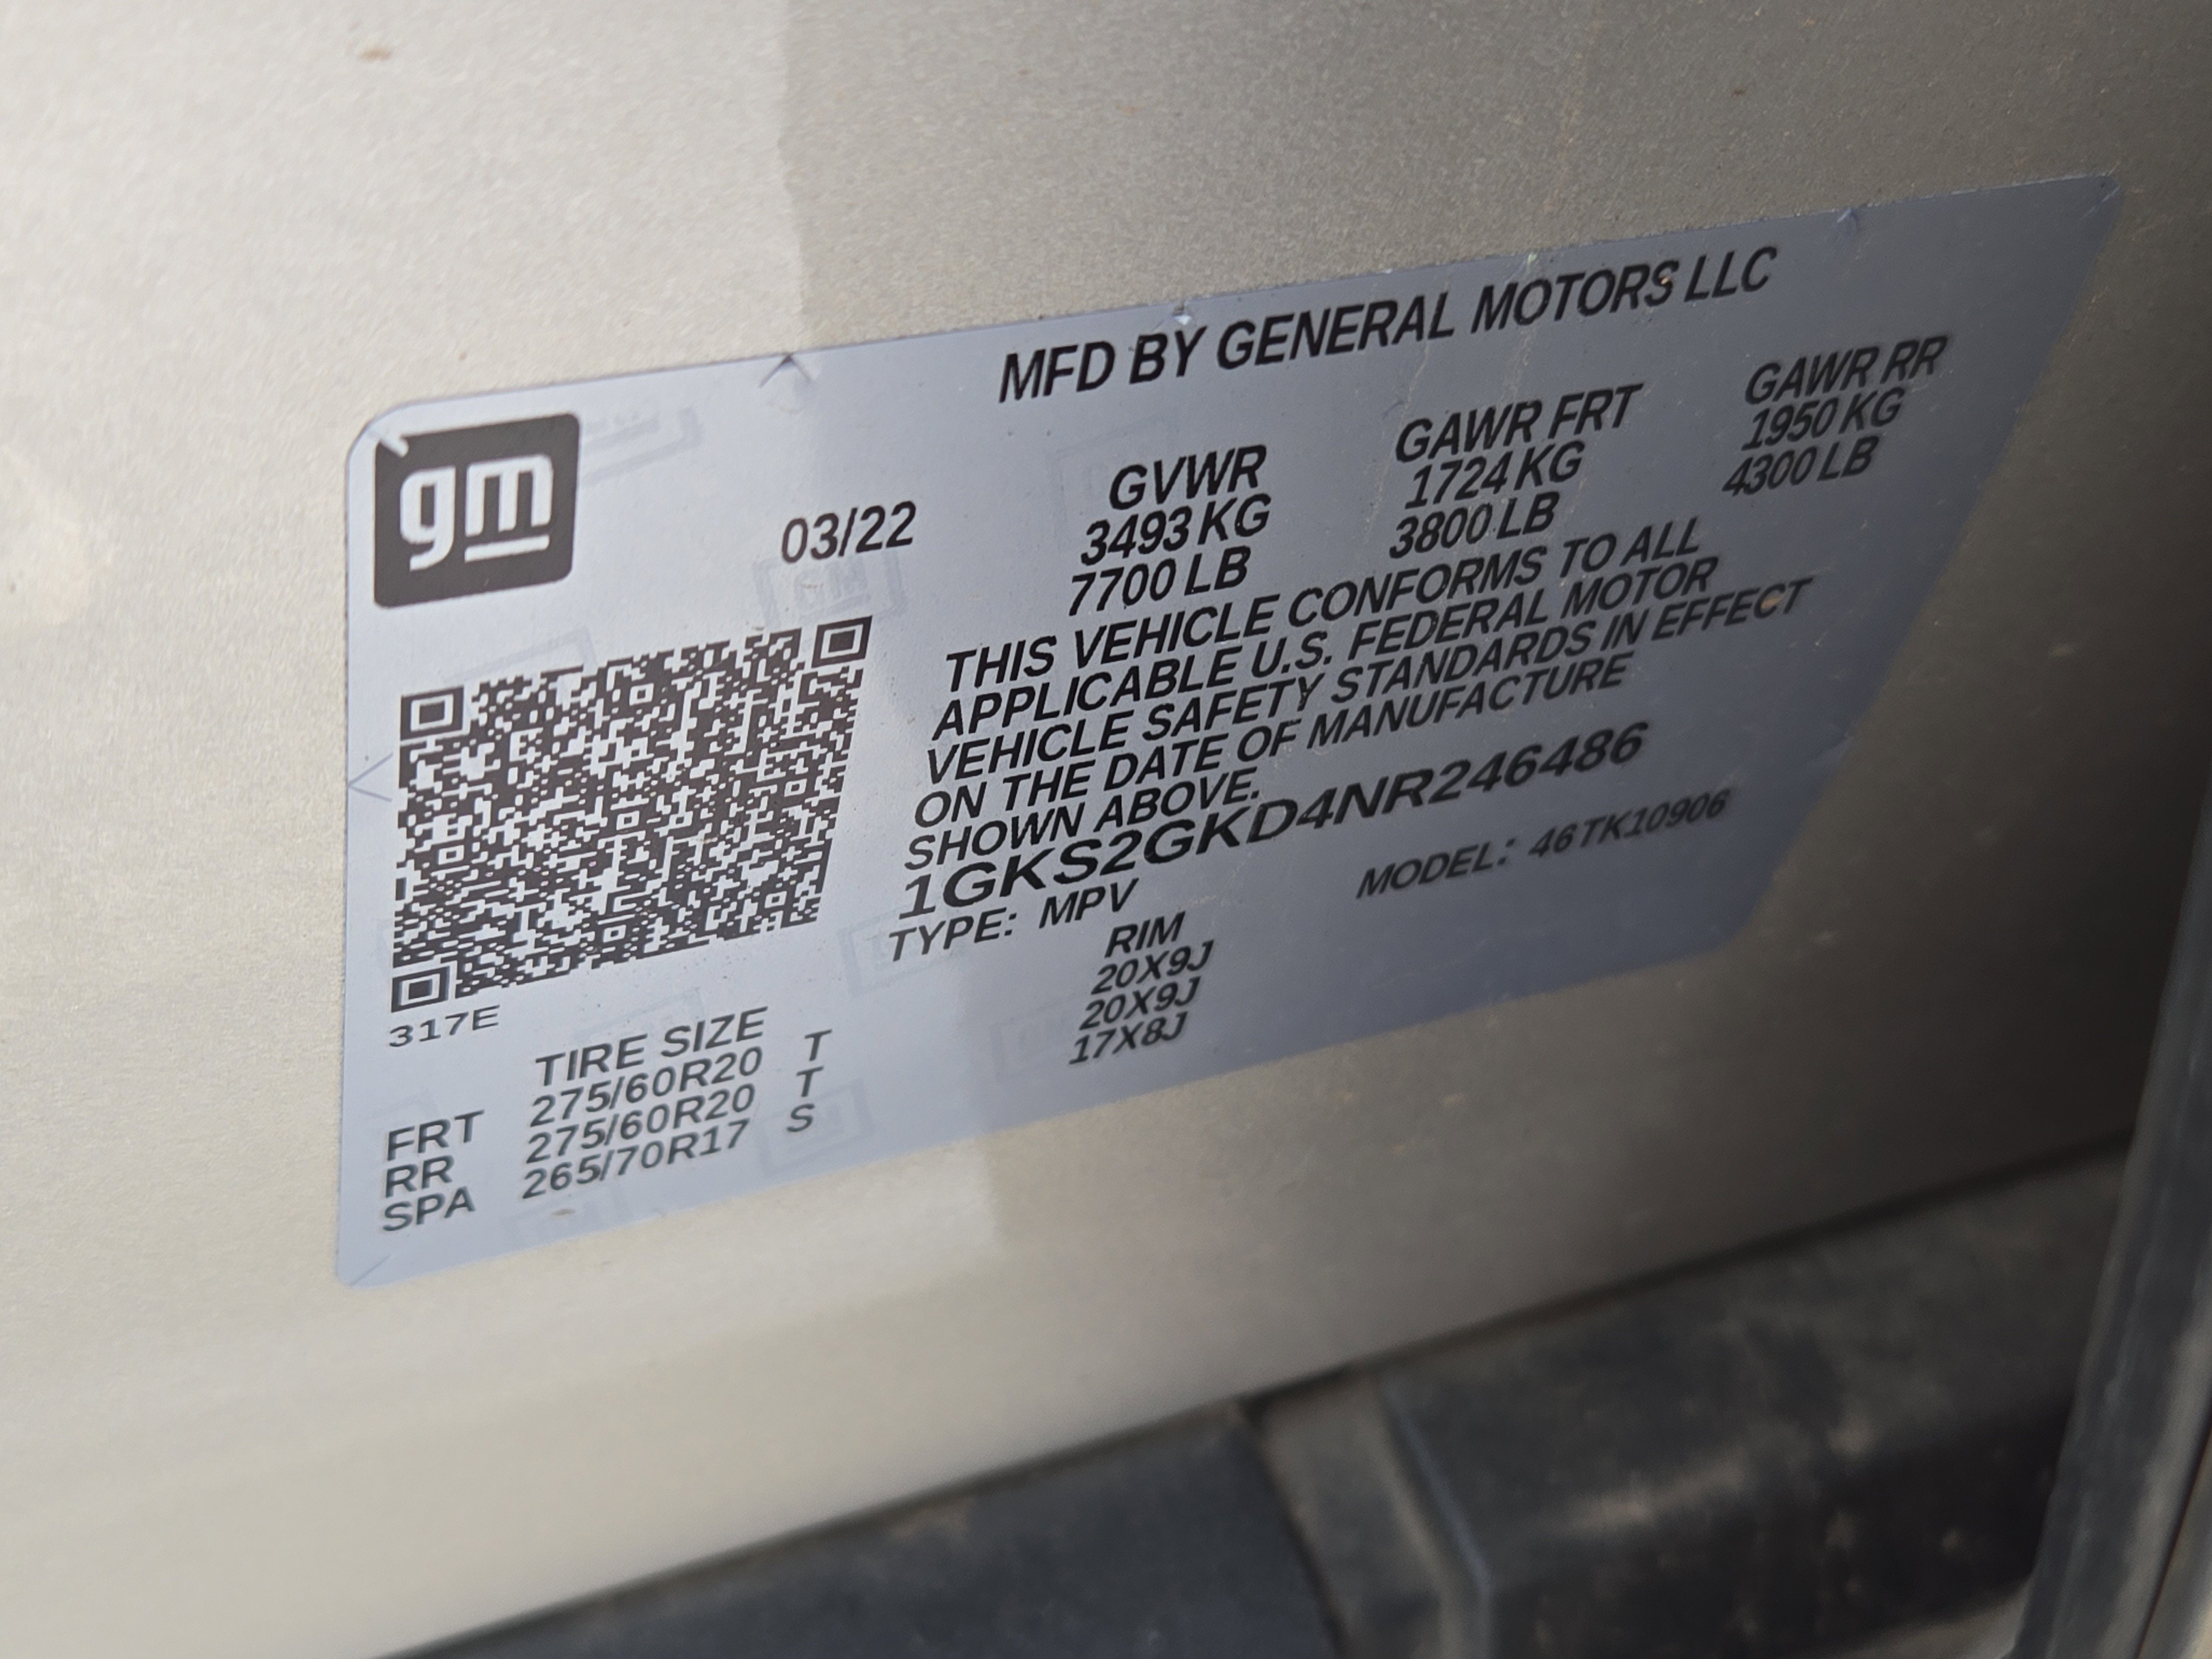 MFD BY GENERAL MOTORS LLC
gm
03/22
GVWR GAWR FRT GAWR RR
3493 KG 1724 KG 1950 KG
7700 LB 3800 LB 4300 LB
THIS VEHICLE CONFORMS TO ALL
APPLICABLE U.S. FEDERAL MOTOR
VEHICLE SAFETY STANDARDS IN EFFECT
ON THE DATE OF MANUFACTURE
SHOWN ABOVE.
1GKS2GKD4NR246486
TYPE: MPV MODEL: 46TK10906
317E
TIRE SIZE RIM
FRT 275/60R20 T 20X9J
RR 275/60R20 T 20X9J
SPA 265/70R17 S 17X8J